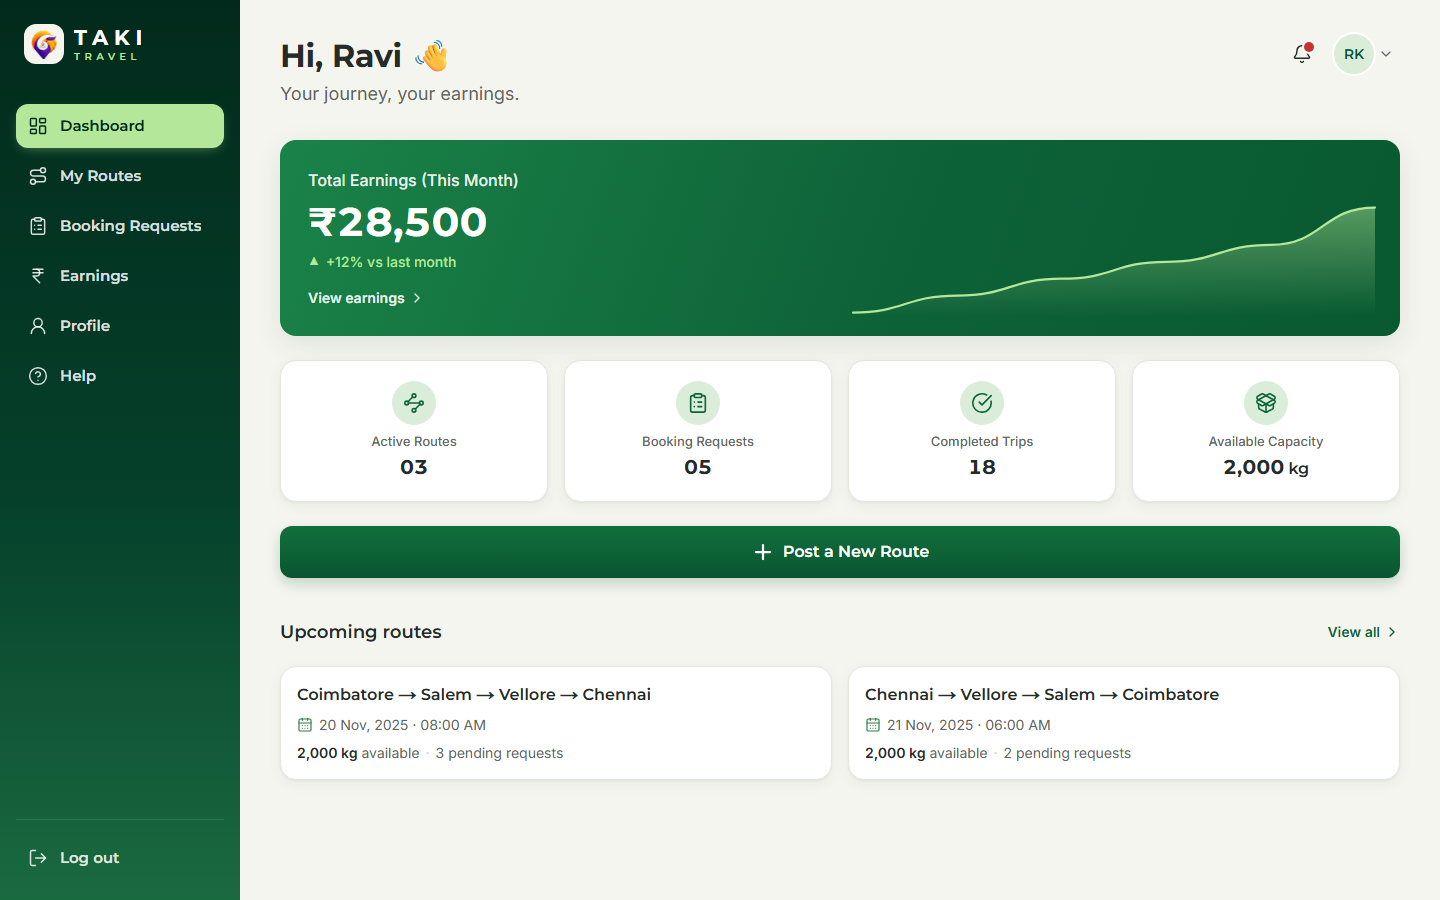 TAKI
TRAVEL
Dashboard
My Routes
Booking Requests
Earnings
Profile
Help
Log out
Hi, Ravi 👋
Your journey, your earnings.
RK
Total Earnings (This Month)
₹28,500
▲ +12% vs last month
View earnings
Active Routes
03
Booking Requests
05
Completed Trips
18
Available Capacity
2,000 kg
Post a New Route
Upcoming routes
View all
Coimbatore → Salem → Vellore → Chennai
20 Nov, 2025 · 08:00 AM
2,000 kg available · 3 pending requests
Chennai → Vellore → Salem → Coimbatore
21 Nov, 2025 · 06:00 AM
2,000 kg available · 2 pending requests